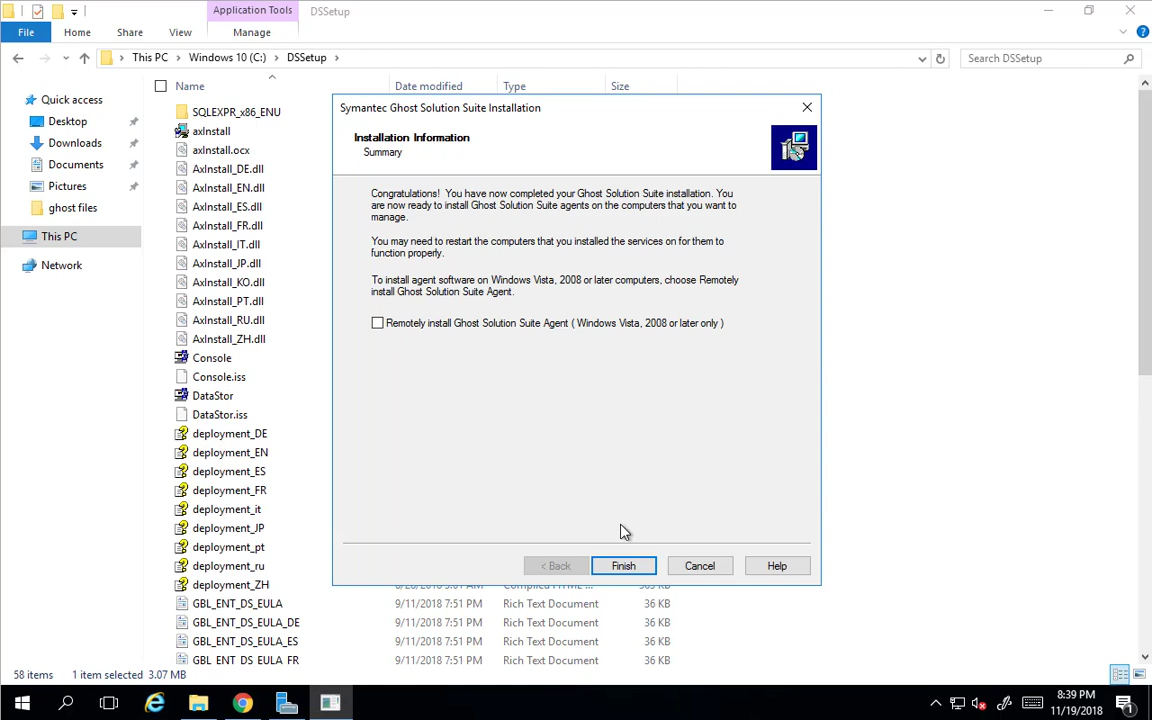 Application Tools DSSetup
File Home Share View Manage
This PC Windows 10 (C:) DSSetup Search DSSetup
Name Date modified Type Size
Quick access
Desktop
Downloads
Documents
Pictures
ghost files
This PC
Network
SQLEXPR_x86_ENU
axInstall
axInstall.ocx
AxInstall_DE.dll
AxInstall_EN.dll
AxInstall_ES.dll
AxInstall_FR.dll
AxInstall_IT.dll
AxInstall_JP.dll
AxInstall_KO.dll
AxInstall_PT.dll
AxInstall_RU.dll
AxInstall_ZH.dll
Console
Console.iss
DataStor
DataStor.iss
deployment_DE
deployment_EN
deployment_ES
deployment_FR
deployment_it
deployment_JP
deployment_pt
deployment_ru
deployment_ZH
GBL_ENT_DS_EULA 9/11/2018 7:51 PM Rich Text Document 36 KB
GBL_ENT_DS_EULA_DE 9/11/2018 7:51 PM Rich Text Document 36 KB
GBL_ENT_DS_EULA_ES 9/11/2018 7:51 PM Rich Text Document 36 KB
GBL_ENT_DS_EULA_FR 9/11/2018 7:51 PM Rich Text Document 36 KB
Symantec Ghost Solution Suite Installation
Installation Information
Summary
Congratulations! You have now completed your Ghost Solution Suite installation. You
are now ready to install Ghost Solution Suite agents on the computers that you want to
manage.
You may need to restart the computers that you installed the services on for them to
function properly.
To install agent software on Windows Vista, 2008 or later computers, choose Remotely
install Ghost Solution Suite Agent.
Remotely install Ghost Solution Suite Agent ( Windows Vista, 2008 or later only )
< Back Finish Cancel Help
58 items 1 item selected 3.07 MB
8:39 PM
11/19/2018
1